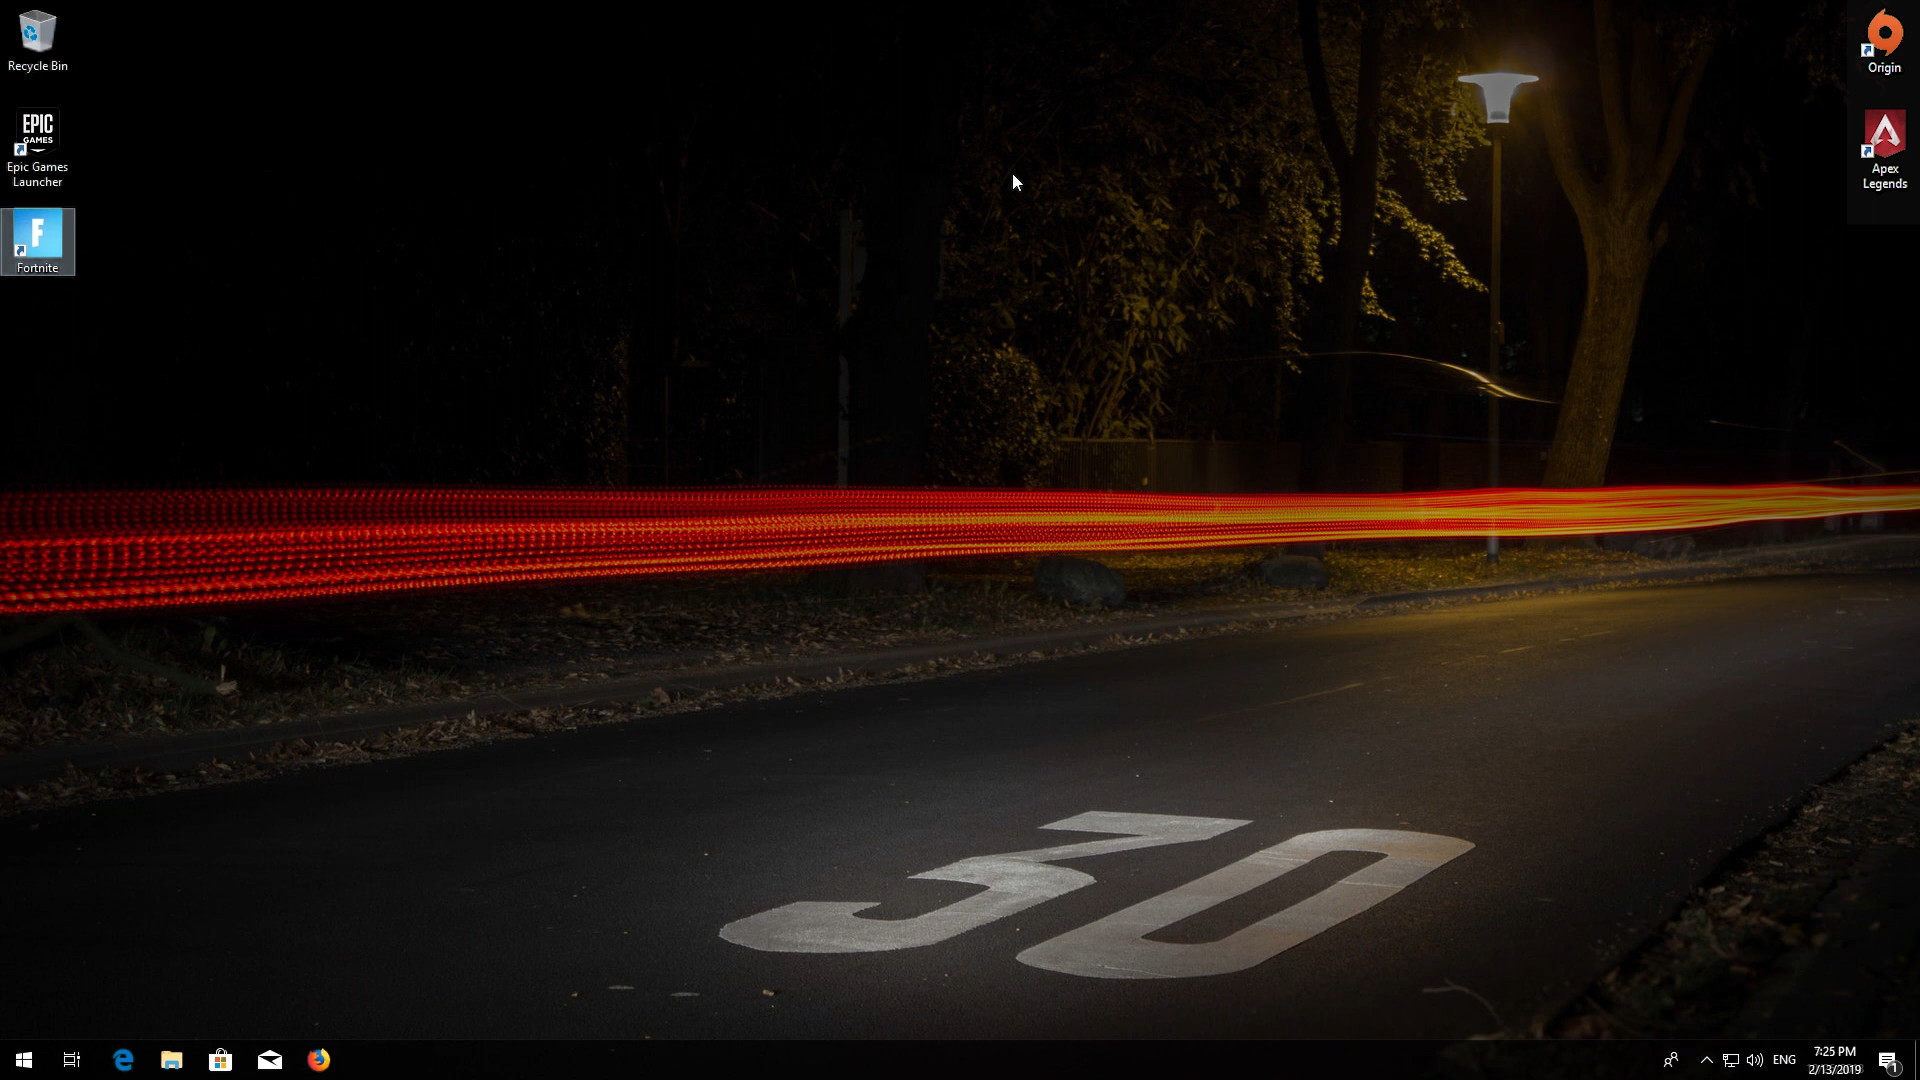 Recycle Bin
EPIC
GAMES
Epic Games
Launcher
F
Fortnite
Origin
Apex
Legends
30
ENG
7:25 PM
2/13/2019
1